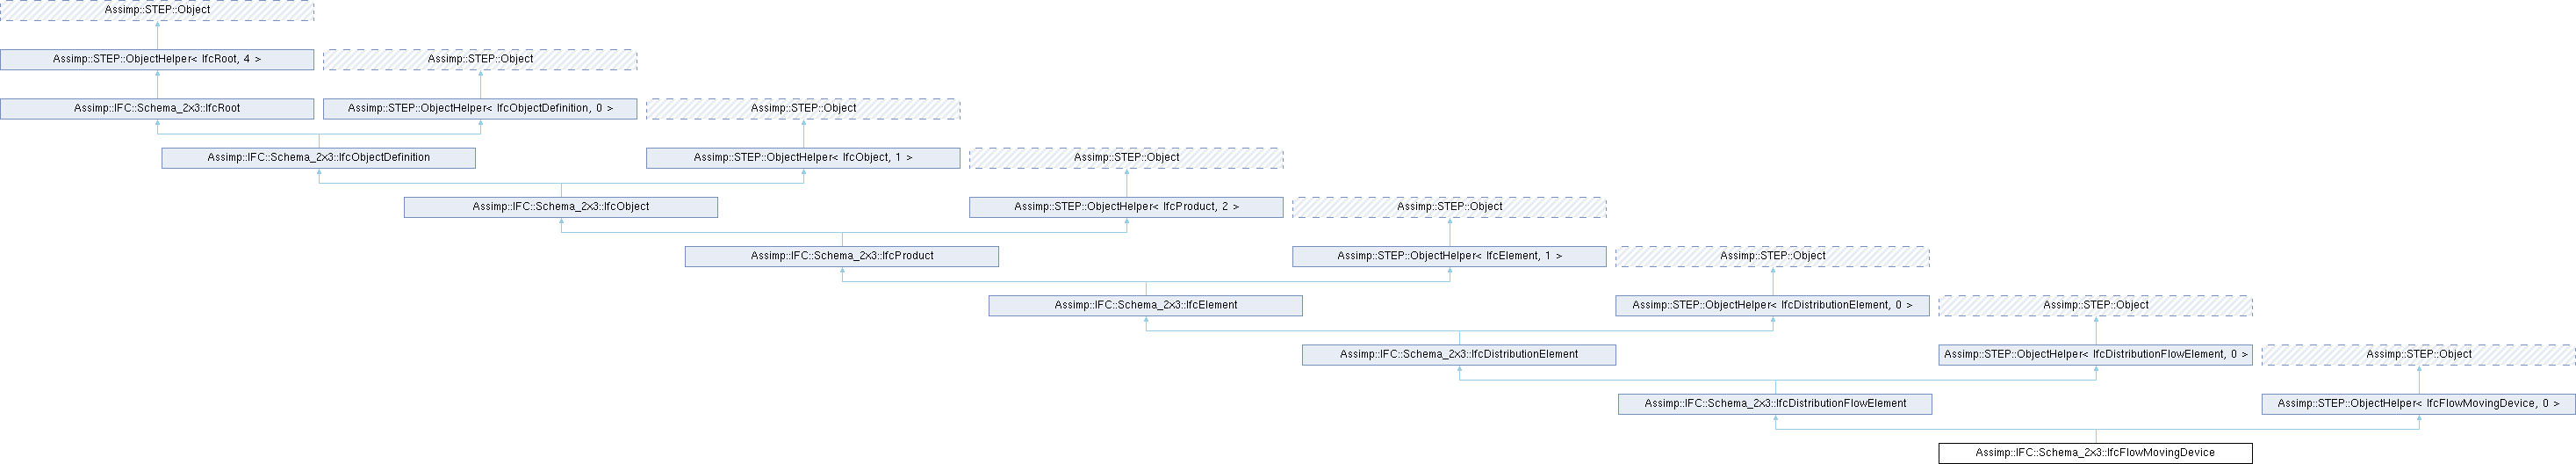 Assimp::STEP::Object
Assimp::STEP::ObjectHelper< IfcRoot, 4 >
Assimp::STEP::Object
Assimp::IFC::Schema_2x3::IfcRoot
Assimp::STEP::ObjectHelper< IfcObjectDefinition, 0 >
Assimp::STEP::Object
Assimp::IFC::Schema_2x3::IfcObjectDefinition
Assimp::STEP::ObjectHelper< IfcObject, 1 >
Assimp::STEP::Object
Assimp::IFC::Schema_2x3::IfcObject
Assimp::STEP::ObjectHelper< IfcProduct, 2 >
Assimp::STEP::Object
Assimp::IFC::Schema_2x3::IfcProduct
Assimp::STEP::ObjectHelper< IfcElement, 1 >
Assimp::STEP::Object
Assimp::IFC::Schema_2x3::IfcElement
Assimp::STEP::ObjectHelper< IfcDistributionElement, 0 >
Assimp::STEP::Object
Assimp::IFC::Schema_2x3::IfcDistributionElement
Assimp::STEP::ObjectHelper< IfcDistributionFlowElement, 0 >
Assimp::STEP::Object
Assimp::IFC::Schema_2x3::IfcDistributionFlowElement
Assimp::STEP::ObjectHelper< IfcFlowMovingDevice, 0 >
Assimp::IFC::Schema_2x3::IfcFlowMovingDevice